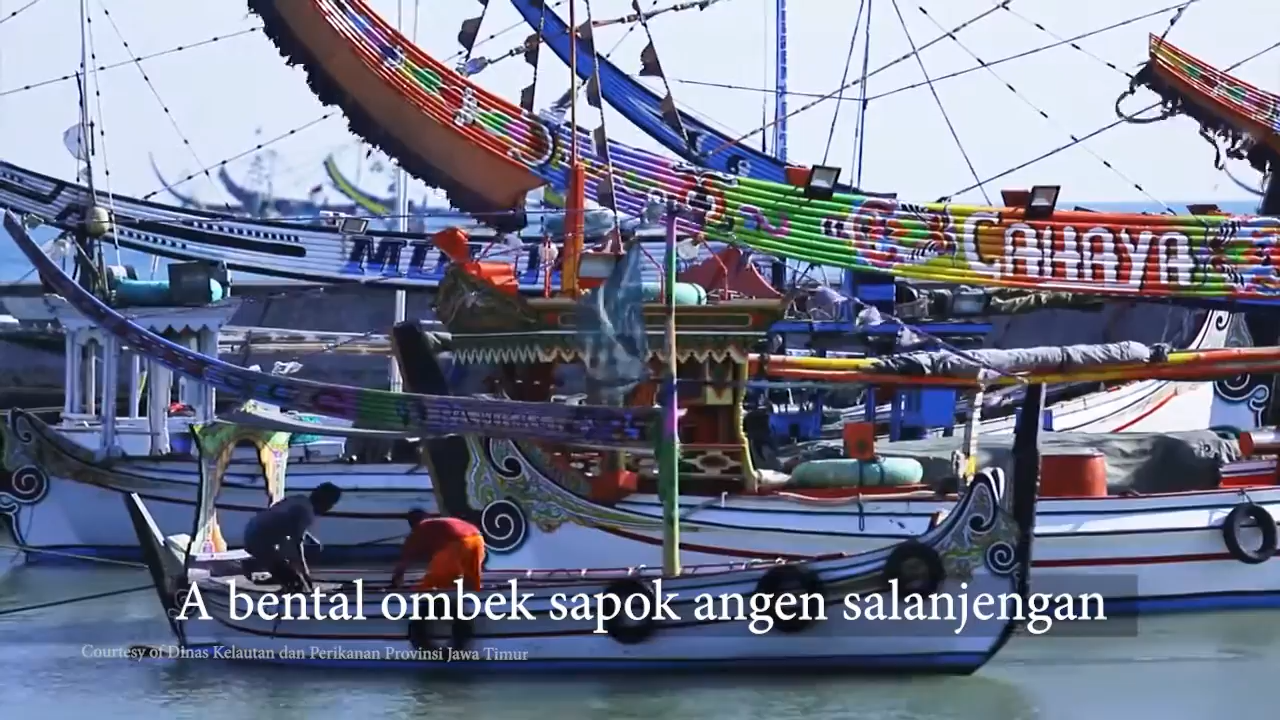 CAHAYA
A bental ombek sapok angen salanjengan
Courtesy of Dinas Kelautan dan Perikanan Provinsi Jawa Timur